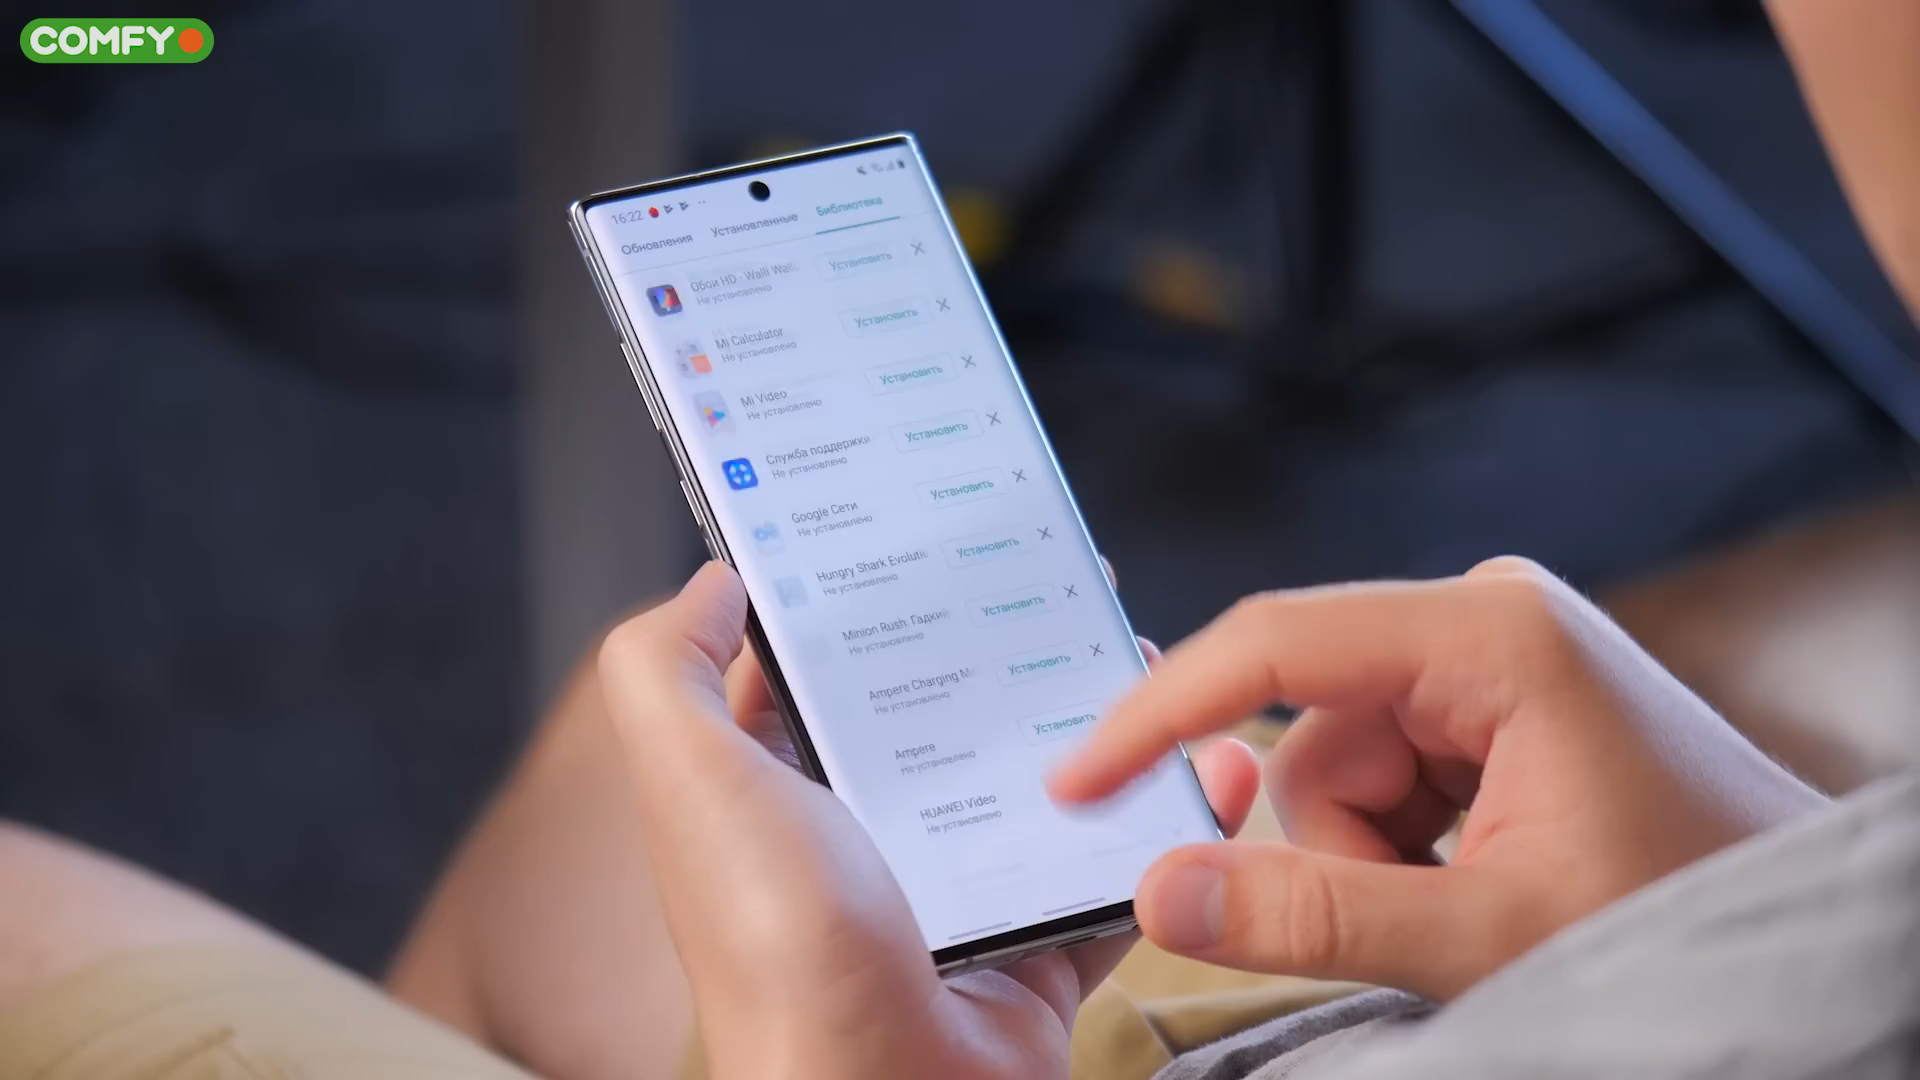 COMFY
16:22
Обновления Установленные Библиотека
Обои HD - Walli Wall
Не установлено
Установить
Mi Calculator
Не установлено
Установить
Mi Video
Не установлено
Установить
Служба поддержки
Не установлено
Установить
Google Сети
Не установлено
Установить
Hungry Shark Evolutio
Не установлено
Установить
Minion Rush: Гадкий
Не установлено
Установить
Ampere Charging Me
Не установлено
Установить
Ampere
Не установлено
Установить
HUAWEI Video
Не установлено